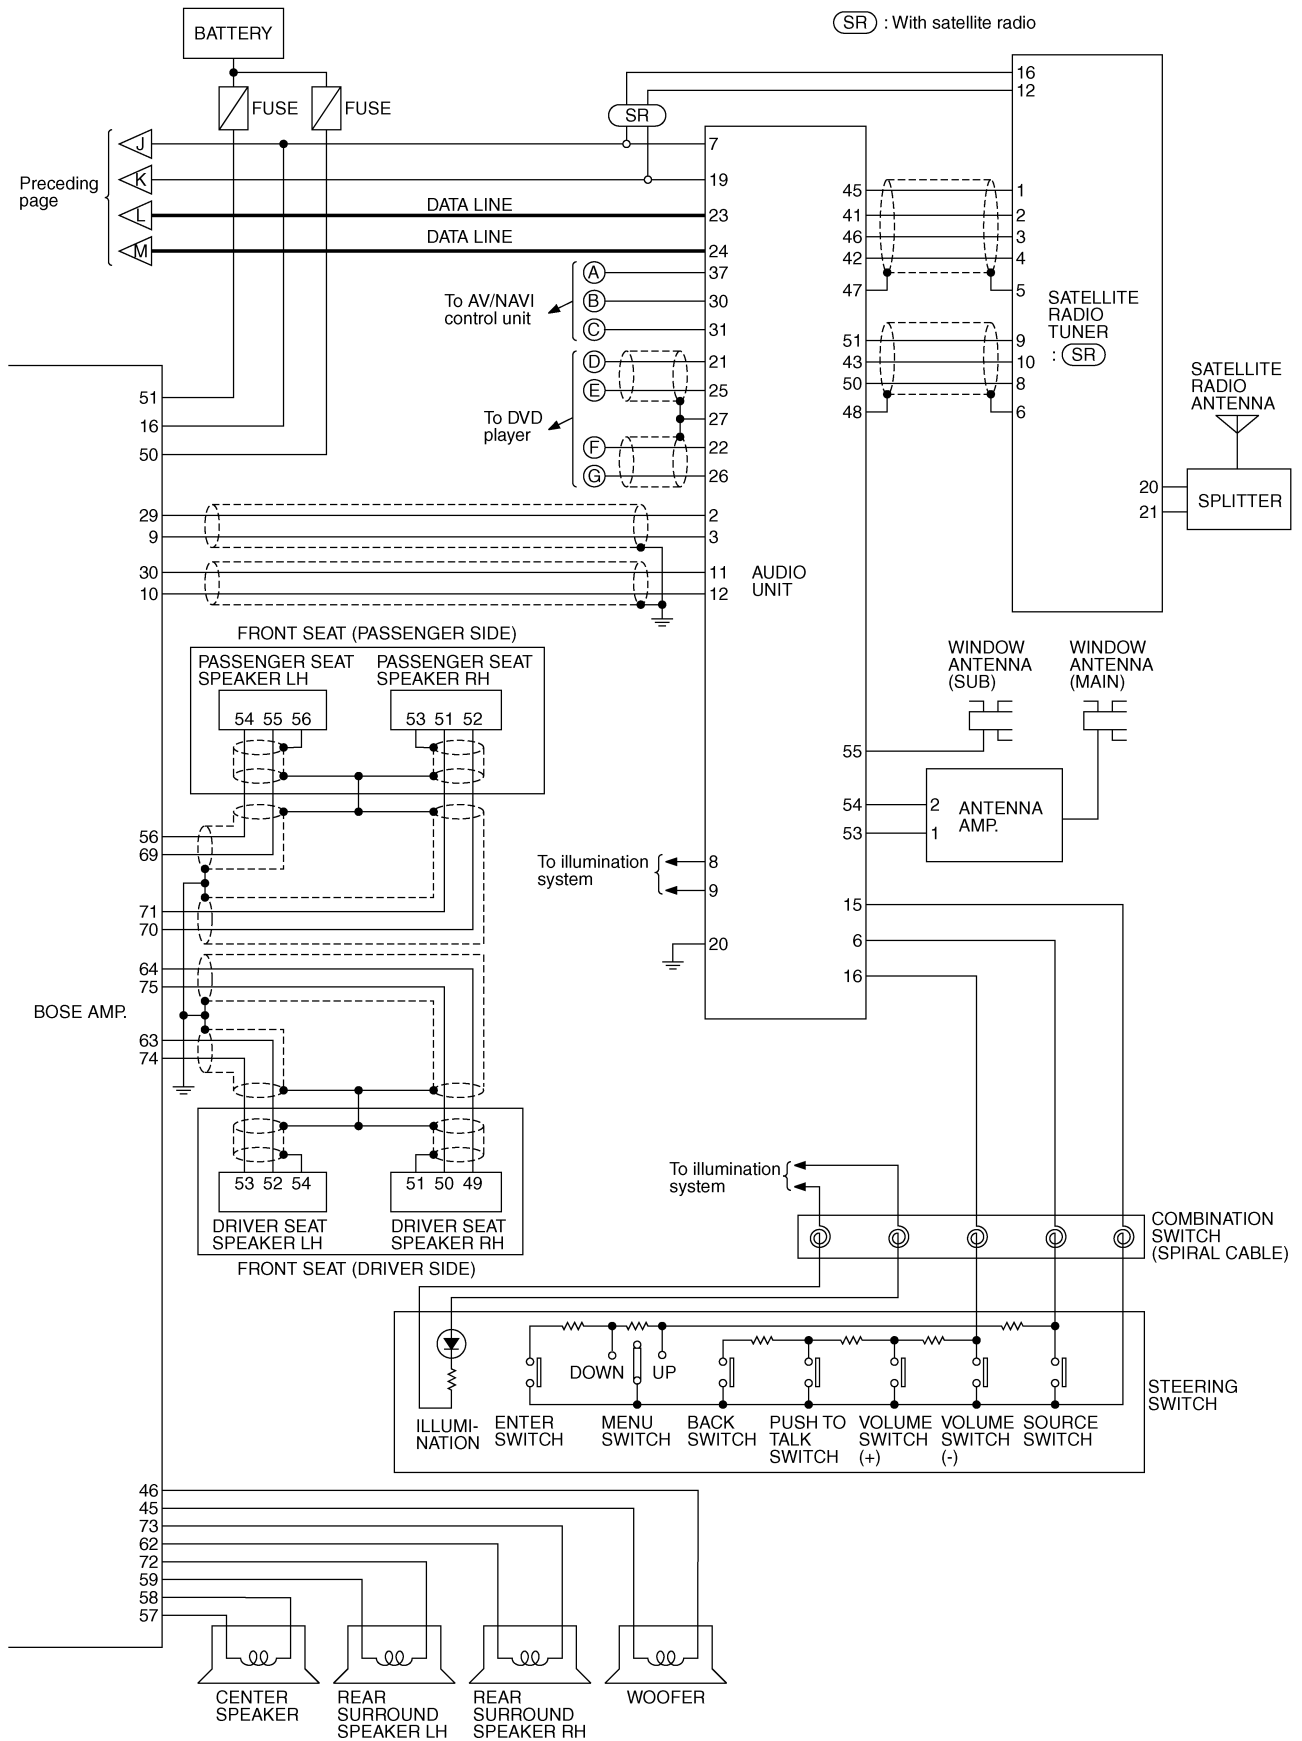 BATTERY
SR : With satellite radio
FUSE
FUSE
16
12
SR
Preceding
page
J
K
L
M
DATA LINE
DATA LINE
7
19
23
24
To AV/NAVI
control unit
A
B
C
37
30
31
To DVD
player
D
E
F
G
21
25
27
22
26
45
41
46
42
47
1
2
3
4
5
51
43
50
48
9
10
8
6
SATELLITE
RADIO
TUNER
: SR
SATELLITE
RADIO
ANTENNA
20
21
SPLITTER
51
16
50
29
9
30
10
2
3
11
12
AUDIO
UNIT
FRONT SEAT (PASSENGER SIDE)
PASSENGER SEAT
SPEAKER LH
PASSENGER SEAT
SPEAKER RH
54 55 56
53 51 52
WINDOW
ANTENNA
(SUB)
WINDOW
ANTENNA
(MAIN)
55
54
53
2
1
ANTENNA
AMP.
56
69
71
70
64
75
BOSE AMP.
63
74
To illumination
system
8
9
20
15
6
16
53 52 54
51 50 49
DRIVER SEAT
SPEAKER LH
DRIVER SEAT
SPEAKER RH
FRONT SEAT (DRIVER SIDE)
To illumination
system
COMBINATION
SWITCH
(SPIRAL CABLE)
DOWN
UP
STEERING
SWITCH
ILLUMI-
NATION
ENTER
SWITCH
MENU
SWITCH
BACK
SWITCH
PUSH TO
TALK
SWITCH
VOLUME
SWITCH
(+)
VOLUME
SWITCH
(-)
SOURCE
SWITCH
46
45
73
62
72
59
58
57
CENTER
SPEAKER
REAR
SURROUND
SPEAKER LH
REAR
SURROUND
SPEAKER RH
WOOFER